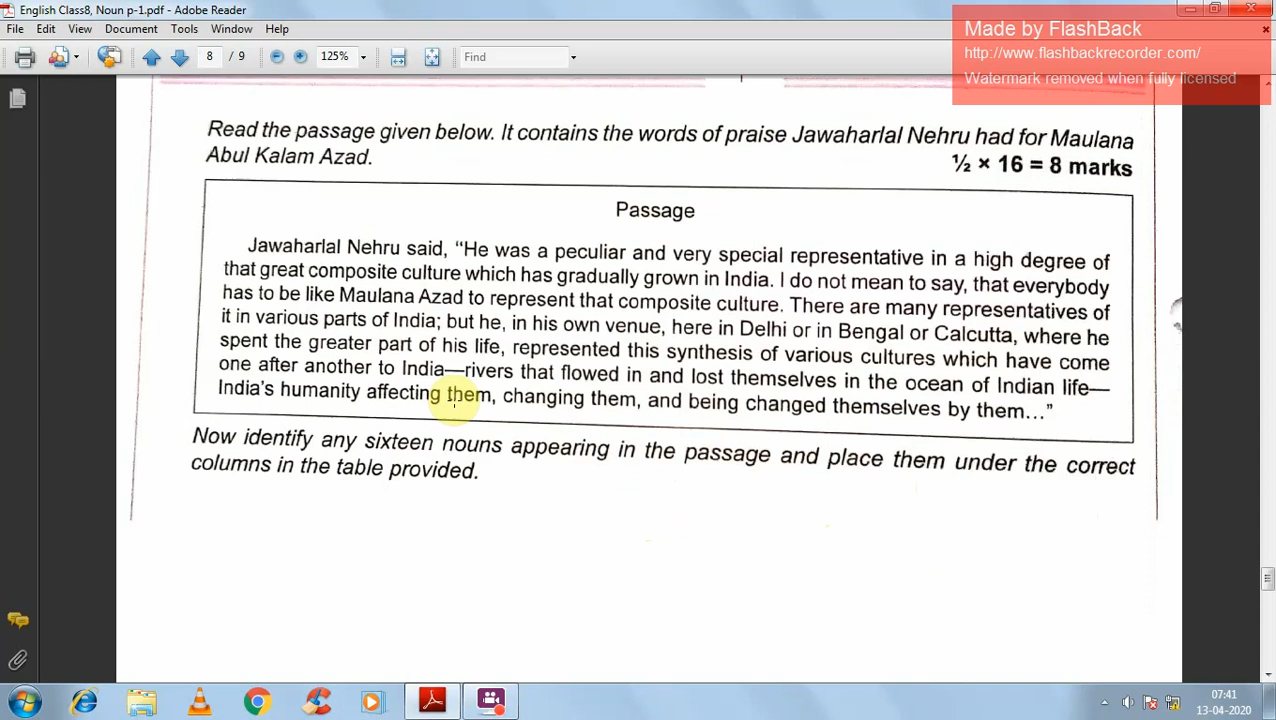 English Class8, Noun p-1.pdf - Adobe Reader
File Edit View Document Tools Window Help
8 / 9 125% Find
Made by FlashBack
http://www.flashbackrecorder.com/
Watermark removed when fully licensed
Read the passage given below. It contains the words of praise Jawaharlal Nehru had for Maulana
Abul Kalam Azad.
½ × 16 = 8 marks
Passage
Jawaharlal Nehru said, “He was a peculiar and very special representative in a high degree of
that great composite culture which has gradually grown in India. I do not mean to say, that everybody
has to be like Maulana Azad to represent that composite culture. There are many representatives of
it in various parts of India; but he, in his own venue, here in Delhi or in Bengal or Calcutta, where he
spent the greater part of his life, represented this synthesis of various cultures which have come
one after another to India—rivers that flowed in and lost themselves in the ocean of Indian life—
India's humanity affecting them, changing them, and being changed themselves by them...”
Now identify any sixteen nouns appearing in the passage and place them under the correct
columns in the table provided.
07:41
13-04-2020